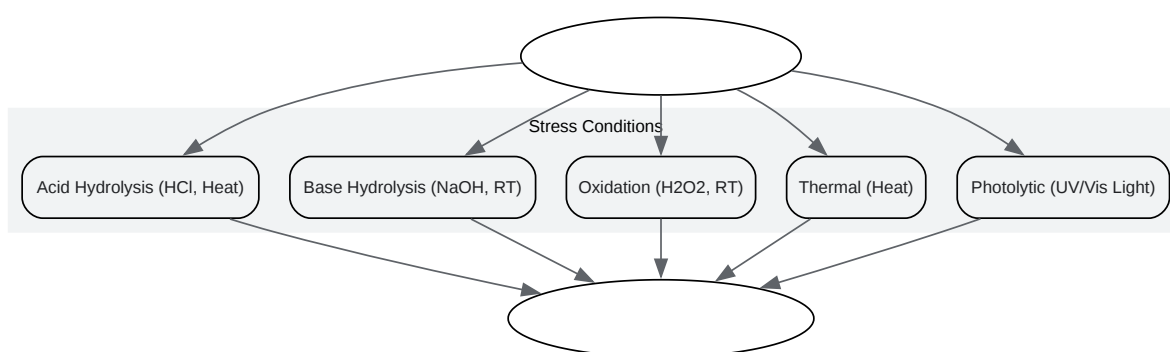 Stress Conditions
Acid Hydrolysis (HCl, Heat)
Base Hydrolysis (NaOH, RT)
Oxidation (H2O2, RT)
Thermal (Heat)
Photolytic (UV/Vis Light)